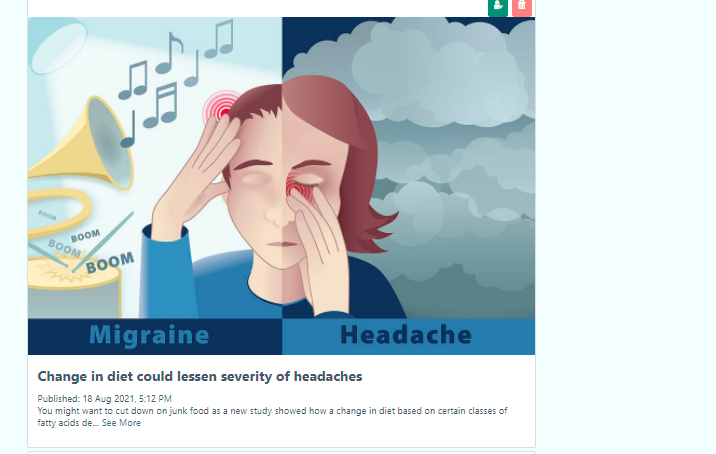 BOOM
BOOM
BOOM
BOOM
Migraine
Headache
Change in diet could lessen severity of headaches
Published: 18 Aug 2021, 5:12 PM
You might want to cut down on junk food as a new study showed how a change in diet based on certain classes of
fatty acids de... See More